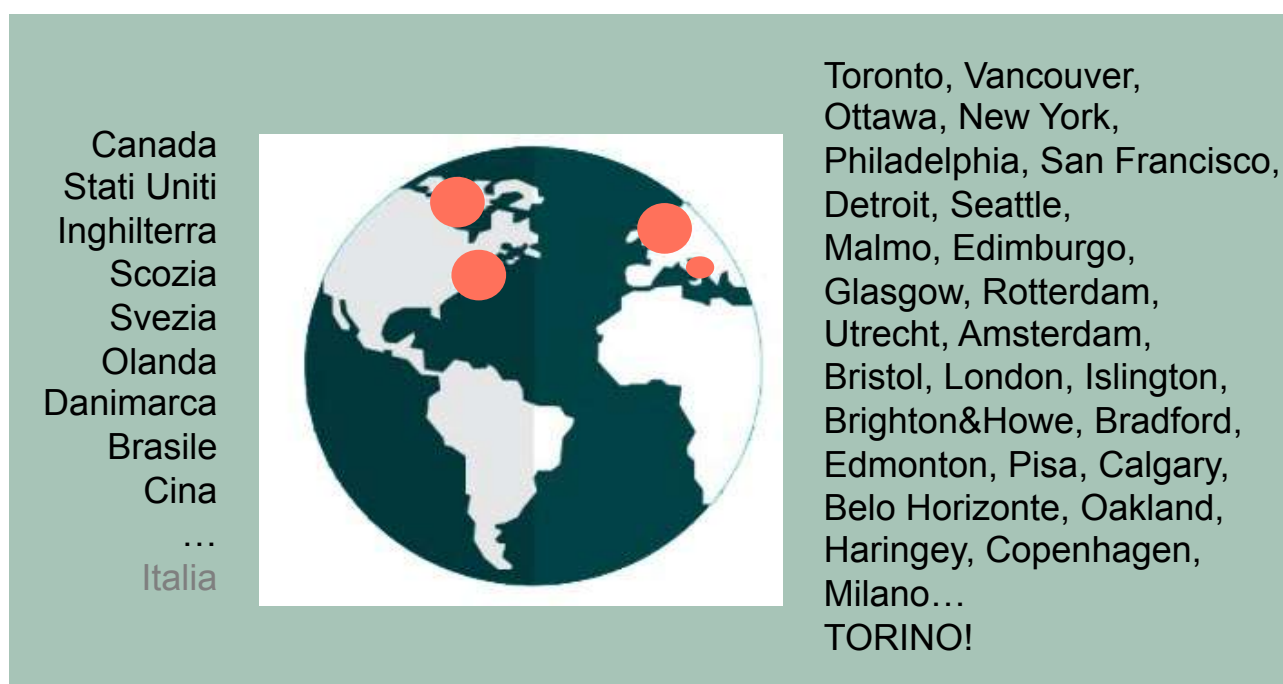 Canada
Stati Uniti
Inghilterra
Scozia
Svezia
Olanda
Danimarca
Brasile
Cina
…
Italia
Toronto, Vancouver,
Ottawa, New York,
Philadelphia, San Francisco,
Detroit, Seattle,
Malmo, Edimburgo,
Glasgow, Rotterdam,
Utrecht, Amsterdam,
Bristol, London, Islington,
Brighton&Howe, Bradford,
Edmonton, Pisa, Calgary,
Belo Horizonte, Oakland,
Haringey, Copenhagen,
Milano…
TORINO!